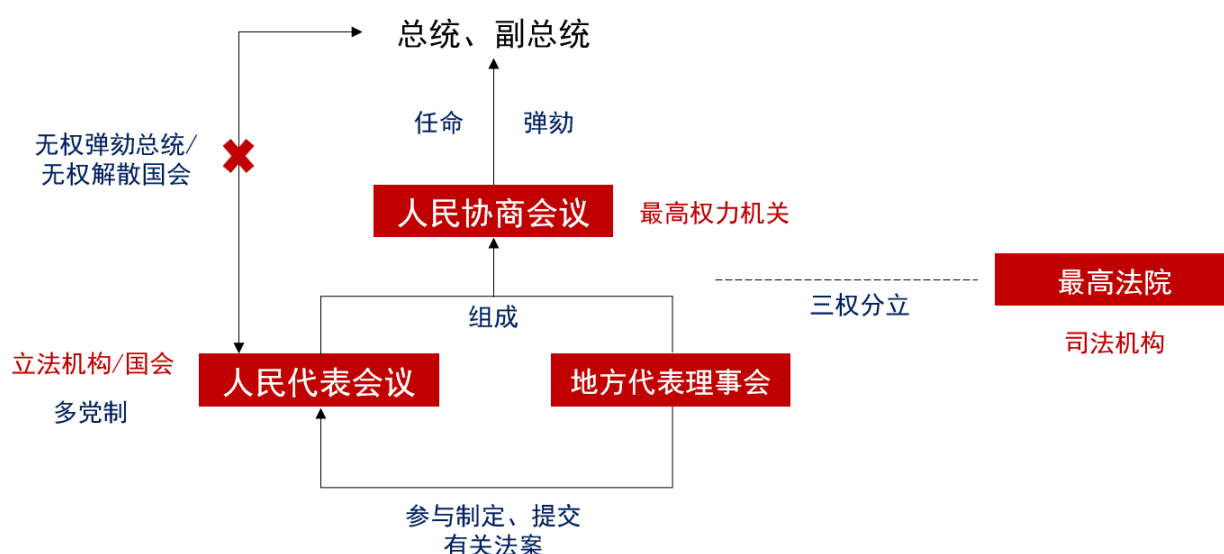 总统、副总统
任命
弹劾
无权弹劾总统/
无权解散国会
人民协商会议
最高权力机关
最高法院
三权分立
组成
司法机构
立法机构/国会
人民代表会议
地方代表理事会
多党制
参与制定、提交
有关法案